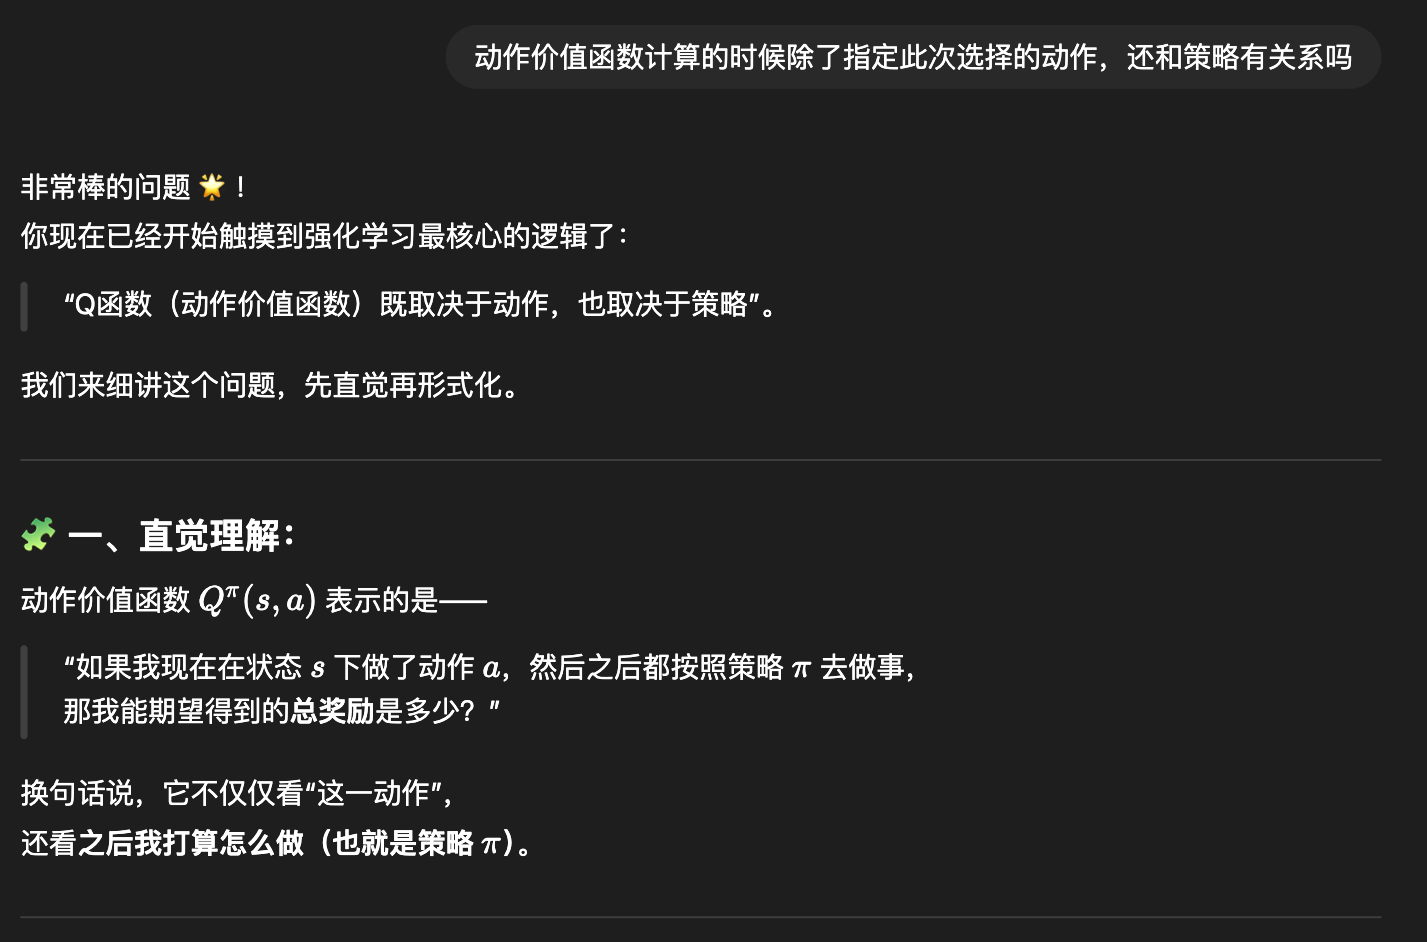 动作价值函数计算的时候除了指定此次选择的动作，还和策略有关系吗
非常棒的问题 🌟！
你现在已经开始触摸到强化学习最核心的逻辑了：
“Q函数（动作价值函数）既取决于动作，也取决于策略”。
我们来细讲这个问题，先直觉再形式化。
🧩 一、直觉理解：
动作价值函数 Q^π(s, a) 表示的是——
“如果我现在在状态 s 下做了动作 a，然后之后都按照策略 π 去做事，
那我能期望得到的总奖励是多少？”
换句话说，它不仅仅看“这一动作”，
还看之后我打算怎么做（也就是策略 π）。